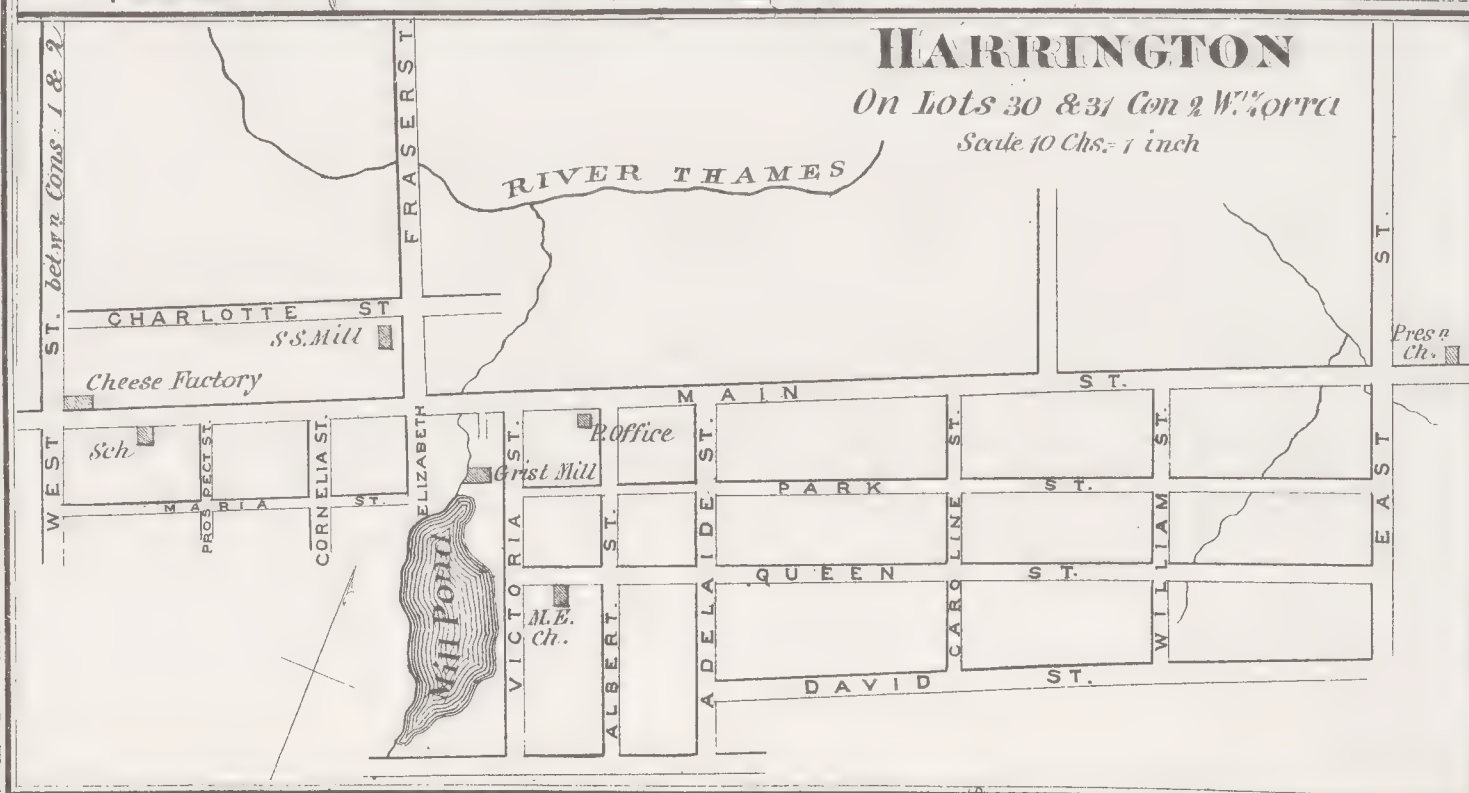 HARRINGTON
On Lots 30 & 31 Con 2 W. Zorra
Scale 10 Chs. = 1 inch
ST. betwn Cons: 1 & 2
FRASER ST.
RIVER THAMES
ST.
CHARLOTTE ST
S.S. Mill
Presn
Ch.
Cheese Factory
MAIN ST.
Sch
P. Office
Grist Mill
WEST
PROSPECT ST.
CORNELIA ST.
ELIZABETH
VICTORIA ST.
ALBERT. ST.
ADELAIDE ST.
CAROLINE ST.
WILLIAM ST.
EAST
MARIA ST.
PARK ST.
QUEEN ST.
Mill Pond
M.E.
Ch.
DAVID ST.